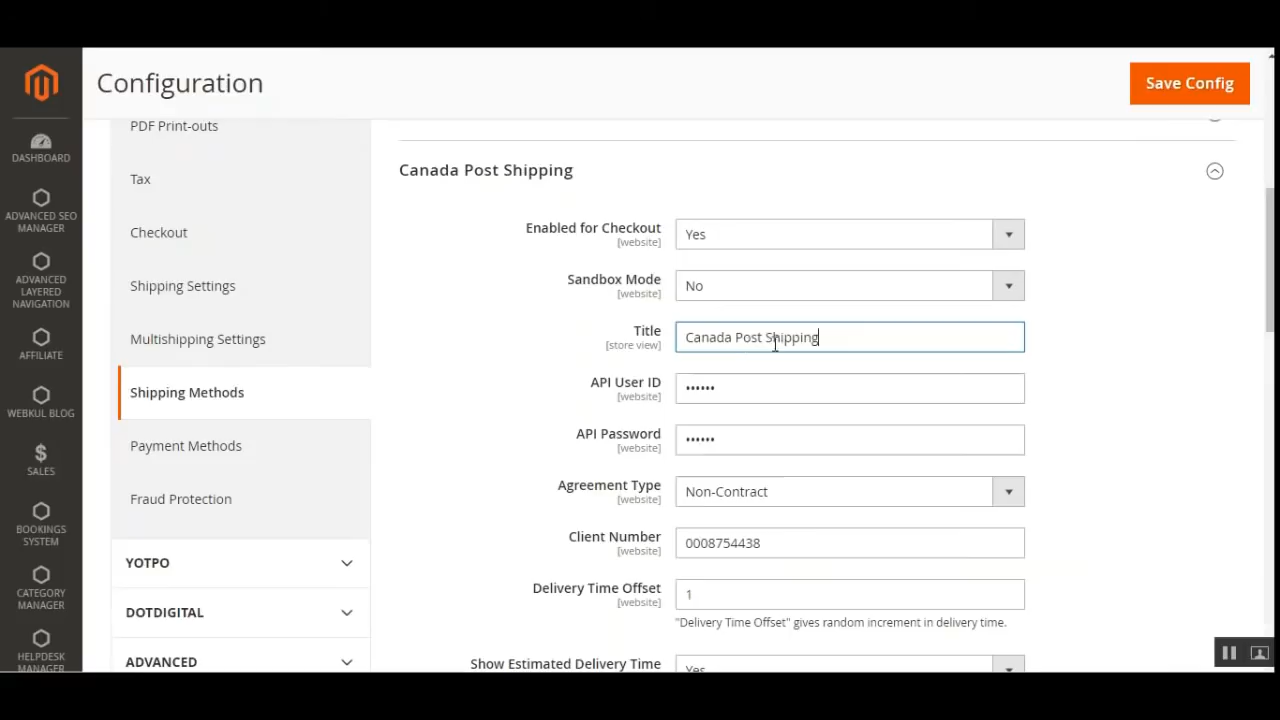 Configuration
Save Config
DASHBOARD
ADVANCED SEO
MANAGER
ADVANCED
LAYERED
NAVIGATION
AFFILIATE
WEBKUL BLOG
$
SALES
BOOKINGS
SYSTEM
CATEGORY
MANAGER
HELPDESK
MANAGER
PDF Print-outs
Tax
Checkout
Shipping Settings
Multishipping Settings
Shipping Methods
Payment Methods
Fraud Protection
YOTPO
DOTDIGITAL
ADVANCED
Canada Post Shipping
Enabled for Checkout
[website]
Yes
Sandbox Mode
[website]
No
Title
[store view]
Canada Post Shipping
API User ID
[website]
••••••
API Password
[website]
••••••
Agreement Type
[website]
Non-Contract
Client Number
[website]
0008754438
Delivery Time Offset
[website]
1
"Delivery Time Offset" gives random increment in delivery time.
Show Estimated Delivery Time
Yes